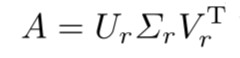 A = U_r Σ_r V_r^T